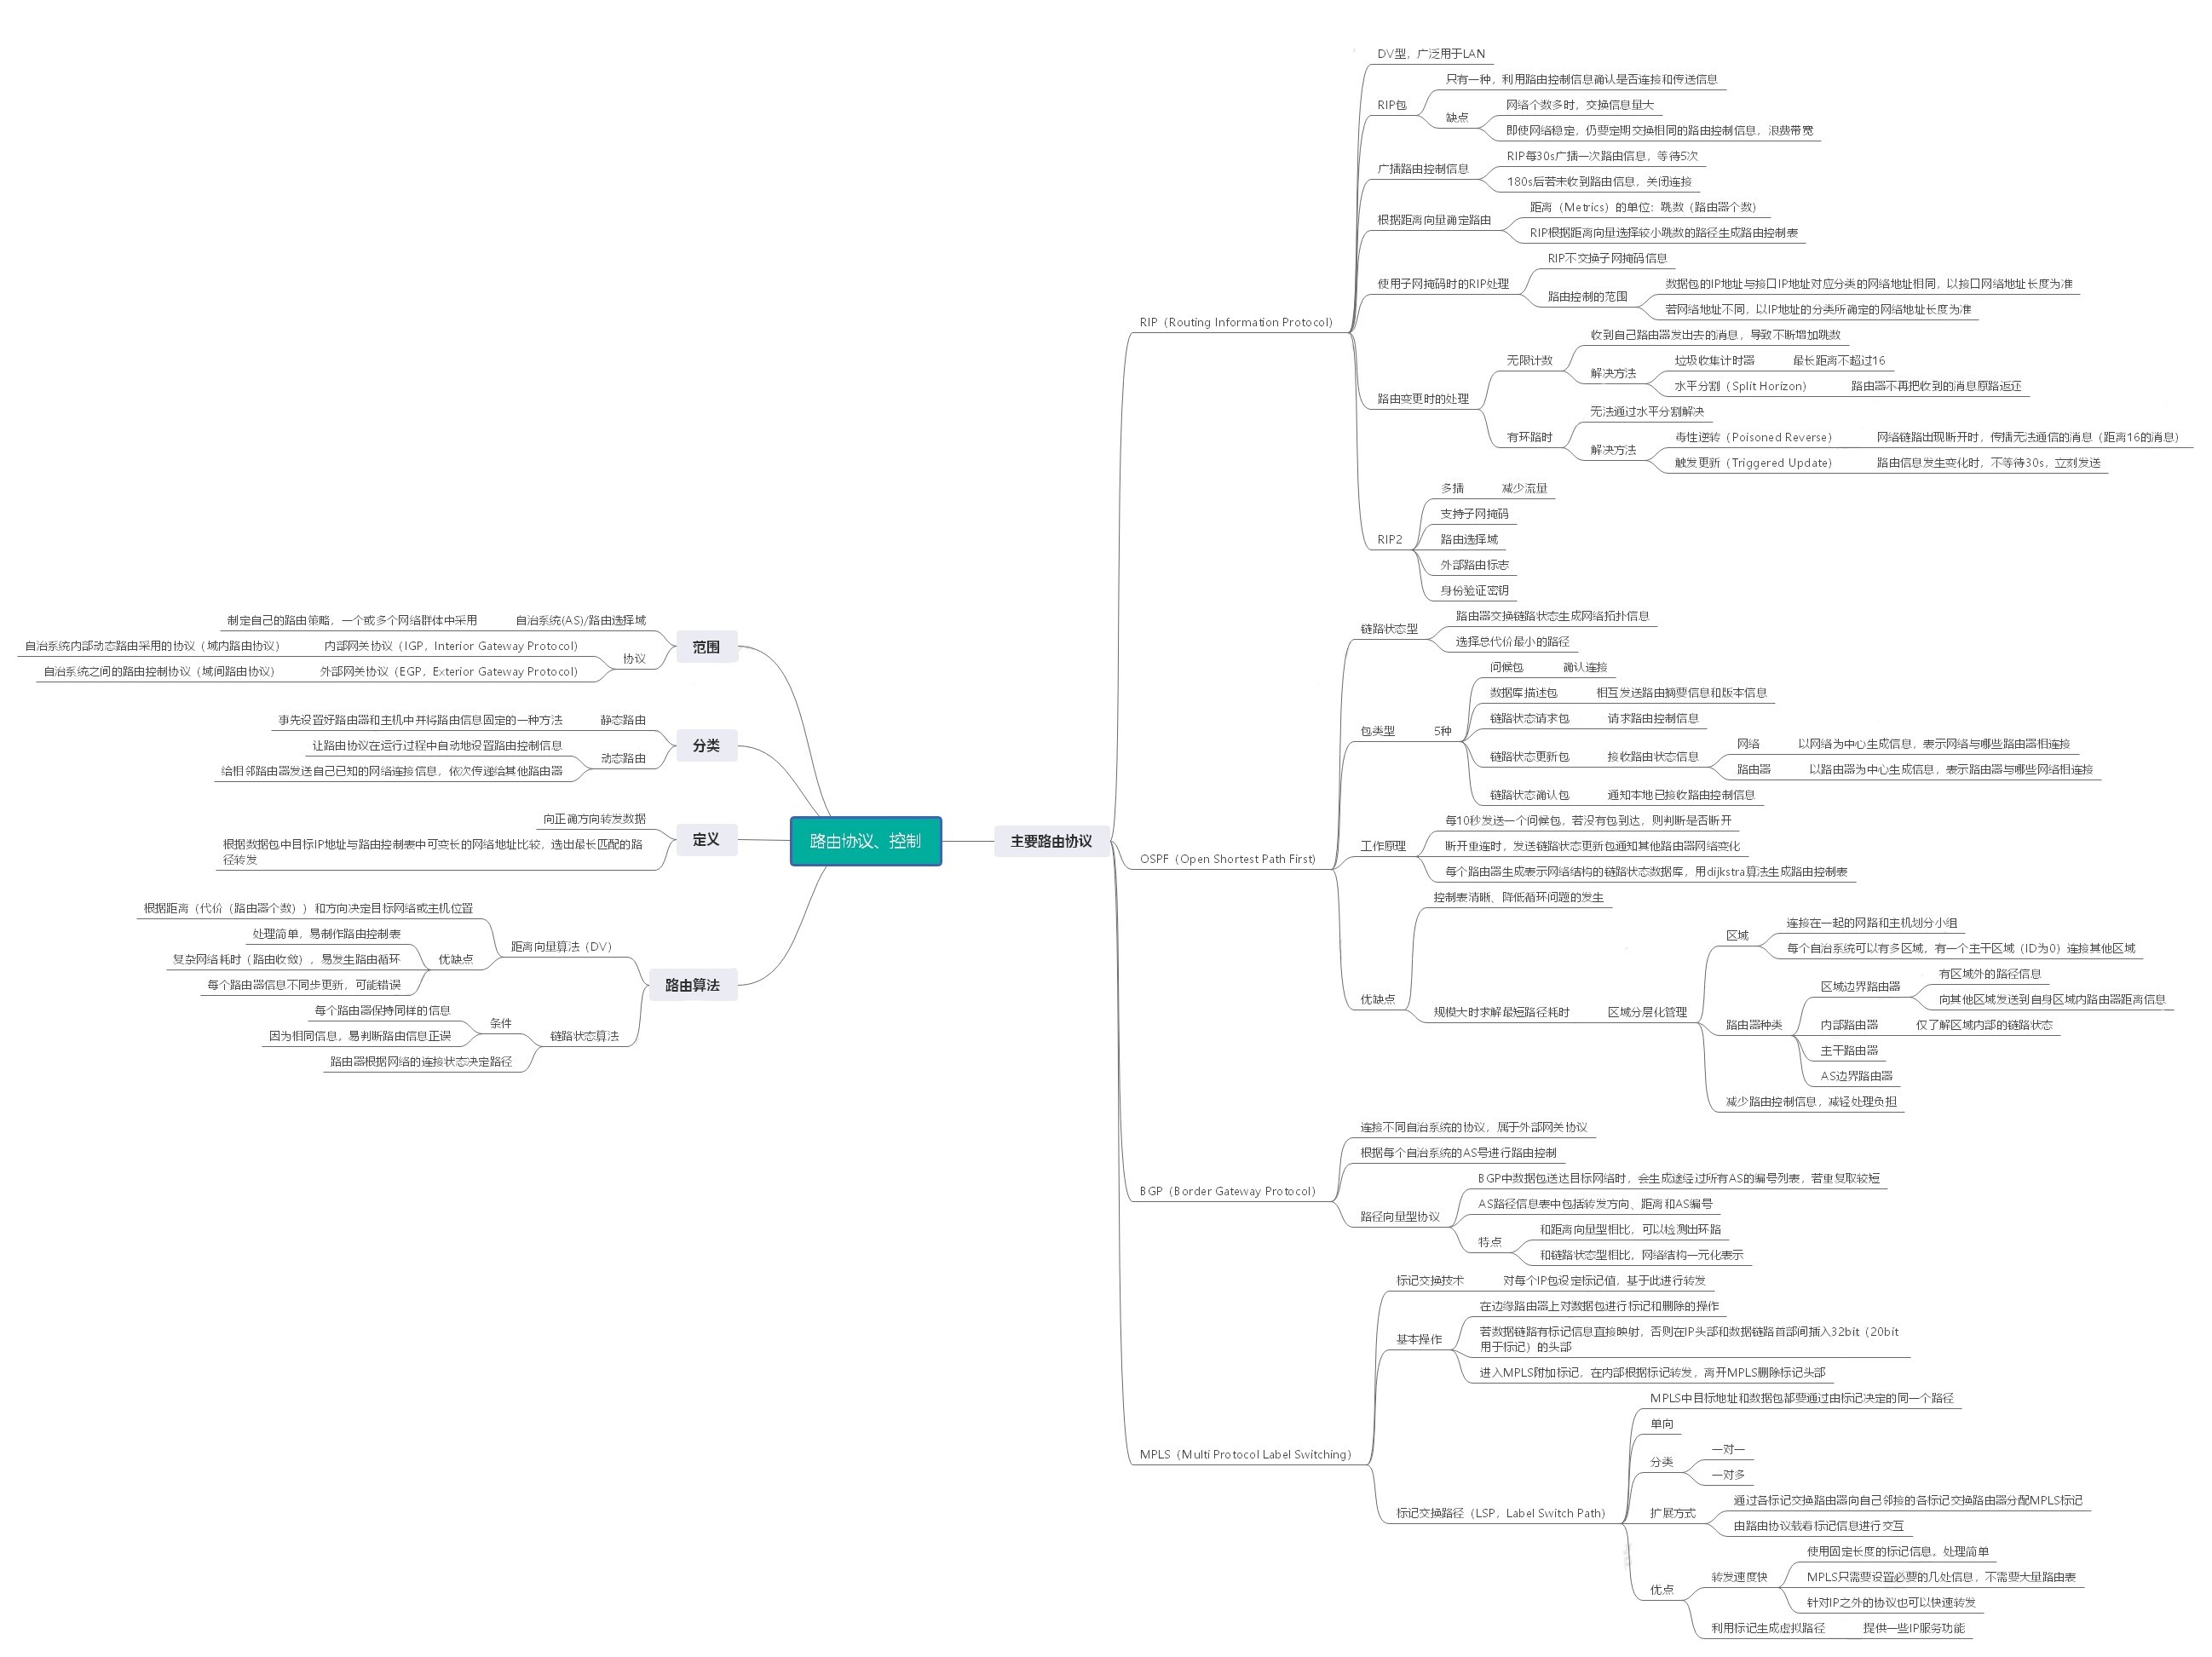 路由协议、控制
范围
自治系统(AS)/路由选择域
制定自己的路由策略，一个或多个网络群体中采用
协议
内部网关协议（IGP，Interior Gateway Protocol）
自治系统内部动态路由采用的协议（域内路由协议）
外部网关协议（EGP，Exterior Gateway Protocol）
自治系统之间的路由控制协议（域间路由协议）
分类
静态路由
事先设置好路由器和主机中并将路由信息固定的一种方法
动态路由
让路由协议在运行过程中自动地设置路由控制信息
给相邻路由器发送自己已知的网络连接信息，依次传递给其他路由器
定义
向正确方向转发数据
根据数据包中目标IP地址与路由控制表中可变长的网络地址比较，选出最长匹配的路
径转发
路由算法
距离向量算法（DV）
根据距离（代价（路由器个数））和方向决定目标网络或主机位置
优缺点
处理简单，易制作路由控制表
复杂网络耗时（路由收敛），易发生路由循环
每个路由器信息不同步更新，可能错误
链路状态算法
条件
每个路由器保持同样的信息
因为相同信息，易判断路由信息正误
路由器根据网络的连接状态决定路径
主要路由协议
RIP（Routing Information Protocol）
DV型，广泛用于LAN
RIP包
只有一种，利用路由控制信息确认是否连接和传送信息
缺点
网络个数多时，交换信息量大
即使网络稳定，仍要定期交换相同的路由控制信息，浪费带宽
广播路由控制信息
RIP每30s广播一次路由信息，等待5次
180s后若未收到路由信息，关闭连接
根据距离向量确定路由
距离（Metrics）的单位：跳数（路由器个数）
RIP根据距离向量选择较小跳数的路径生成路由控制表
使用子网掩码时的RIP处理
RIP不交换子网掩码信息
路由控制的范围
数据包的IP地址与接口IP地址对应分类的网络地址相同，以接口网络地址长度为准
若网络地址不同，以IP地址的分类所确定的网络地址长度为准
路由变更时的处理
无限计数
收到自己路由器发出去的消息，导致不断增加跳数
解决方法
垃圾收集计时器
最长距离不超过16
水平分割（Split Horizon）
路由器不再把收到的消息原路返还
有环路时
无法通过水平分割解决
解决方法
毒性逆转（Poisoned Reverse）
网络链路出现断开时，传播无法通信的消息（距离16的消息）
触发更新（Triggered Update）
路由信息发生变化时，不等待30s，立刻发送
RIP2
多播
减少流量
支持子网掩码
路由选择域
外部路由标志
身份验证密钥
OSPF（Open Shortest Path First）
链路状态型
路由器交换链路状态生成网络拓扑信息
选择总代价最小的路径
包类型
5种
问候包
确认连接
数据库描述包
相互发送路由摘要信息和版本信息
链路状态请求包
请求路由控制信息
链路状态更新包
接收路由状态信息
网络
以网络为中心生成信息，表示网络与哪些路由器相连接
路由器
以路由器为中心生成信息，表示路由器与哪些网络相连接
链路状态确认包
通知本地已接收路由控制信息
工作原理
每10秒发送一个问候包，若没有包到达，则判断是否断开
断开重连时，发送链路状态更新包通知其他路由器网络变化
每个路由器生成表示网络结构的链路状态数据库，用dijkstra算法生成路由控制表
优缺点
控制表清晰、降低循环问题的发生
规模大时求解最短路径耗时
区域分层化管理
区域
连接在一起的网路和主机划分小组
每个自治系统可以有多区域，有一个主干区域（ID为0）连接其他区域
路由器种类
区域边界路由器
有区域外的路径信息
向其他区域发送到自身区域内路由器距离信息
内部路由器
仅了解区域内部的链路状态
主干路由器
AS边界路由器
减少路由控制信息，减轻处理负担
BGP（Border Gateway Protocol）
连接不同自治系统的协议，属于外部网关协议
根据每个自治系统的AS号进行路由控制
路径向量型协议
BGP中数据包送达目标网络时，会生成途经过所有AS的编号列表，若重复取较短
AS路径信息表中包括转发方向、距离和AS编号
特点
和距离向量型相比，可以检测出环路
和链路状态型相比，网络结构一元化表示
MPLS（Multi Protocol Label Switching）
标记交换技术
对每个IP包设定标记值，基于此进行转发
基本操作
在边缘路由器上对数据包进行标记和删除的操作
若数据链路有标记信息直接映射，否则在IP头部和数据链路首部间插入32bit（20bit
用于标记）的头部
进入MPLS附加标记，在内部根据标记转发，离开MPLS删除标记头部
标记交换路径（LSP，Label Switch Path）
MPLS中目标地址和数据包都要通过由标记决定的同一个路径
单向
分类
一对一
一对多
扩展方式
通过各标记交换路由器向自己邻接的各标记交换路由器分配MPLS标记
由路由协议载着标记信息进行交互
优点
转发速度快
使用固定长度的标记信息，处理简单
MPLS只需要设置必要的几处信息，不需要大量路由表
针对IP之外的协议也可以快速转发
利用标记生成虚拟路径
提供一些IP服务功能